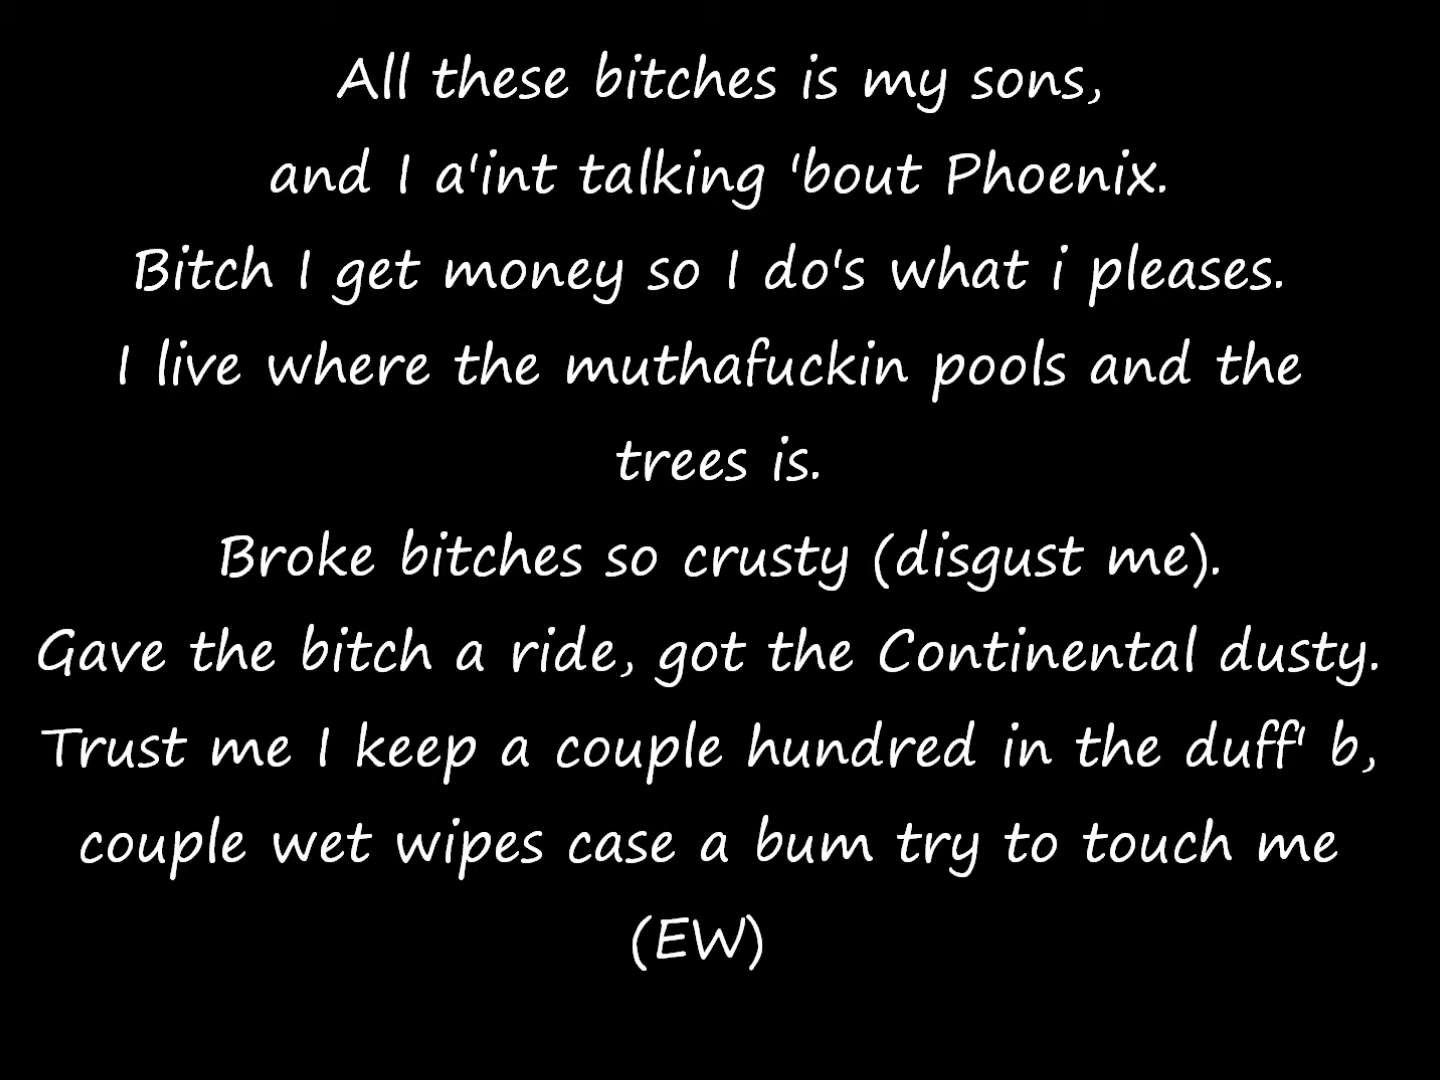 All these bitches is my sons,
and I a'int talking 'bout Phoenix.
Bitch I get money so I do's what i pleases.
I live where the muthafuckin pools and the
trees is.
Broke bitches so crusty (disgust me).
Gave the bitch a ride, got the Continental dusty.
Trust me I keep a couple hundred in the duff' b,
couple wet wipes case a bum try to touch me
(EW)